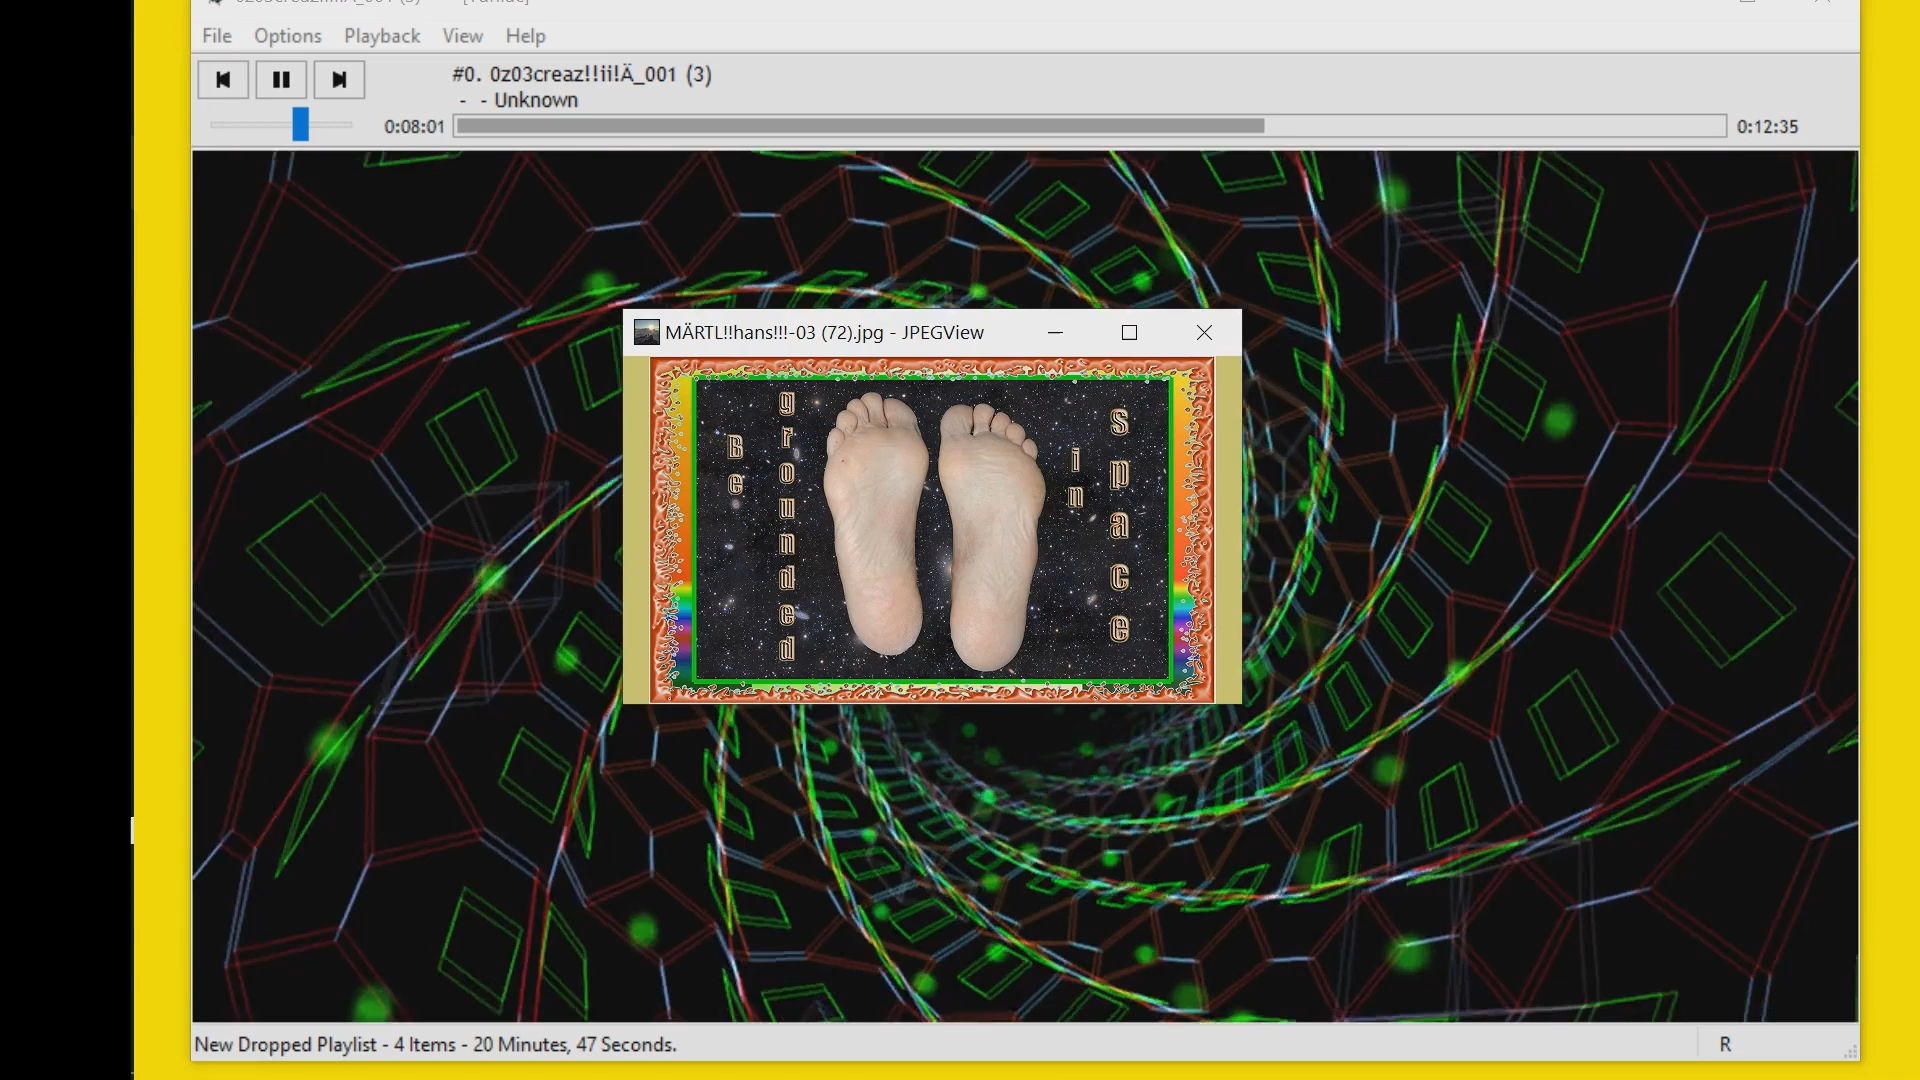 File Options Playback View Help
#0. 0z03creaz!!ii!Ä_001 (3)
- - Unknown
0:08:01
0:12:35
MÄRTL!!hans!!!-03 (72).jpg - JPEGView
Be
grounded
in
space
New Dropped Playlist - 4 Items - 20 Minutes, 47 Seconds.
R